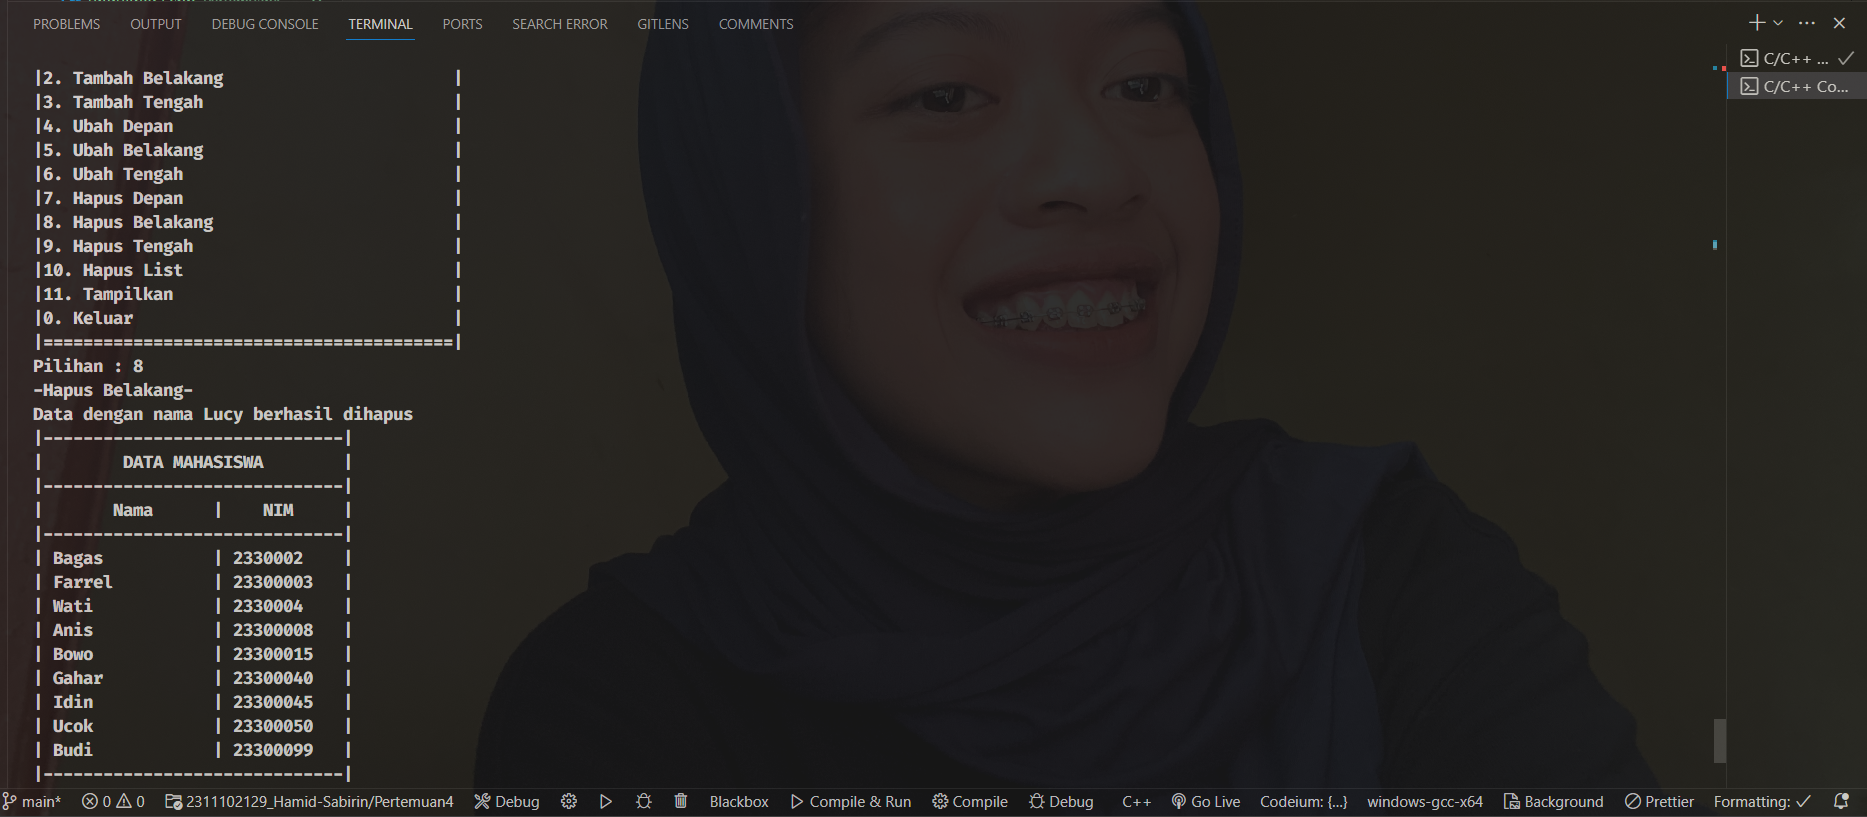 PROBLEMS OUTPUT DEBUG CONSOLE TERMINAL PORTS SEARCH ERROR GITLENS COMMENTS
C/C++ ...
C/C++ Co...
|2. Tambah Belakang |
|3. Tambah Tengah |
|4. Ubah Depan |
|5. Ubah Belakang |
|6. Ubah Tengah |
|7. Hapus Depan |
|8. Hapus Belakang |
|9. Hapus Tengah |
|10. Hapus List |
|11. Tampilkan |
|0. Keluar |
|=========================================|
Pilihan : 8
-Hapus Belakang-
Data dengan nama Lucy berhasil dihapus
|------------------------------|
| DATA MAHASISWA |
|------------------------------|
| Nama | NIM |
|------------------------------|
| Bagas | 2330002 |
| Farrel | 23300003 |
| Wati | 2330004 |
| Anis | 23300008 |
| Bowo | 23300015 |
| Gahar | 23300040 |
| Idin | 23300045 |
| Ucok | 23300050 |
| Budi | 23300099 |
|------------------------------|
main* 0 0 2311102129_Hamid-Sabirin/Pertemuan4 Debug Blackbox Compile & Run Compile Debug C++ Go Live Codeium: {...} windows-gcc-x64 Background Prettier Formatting: